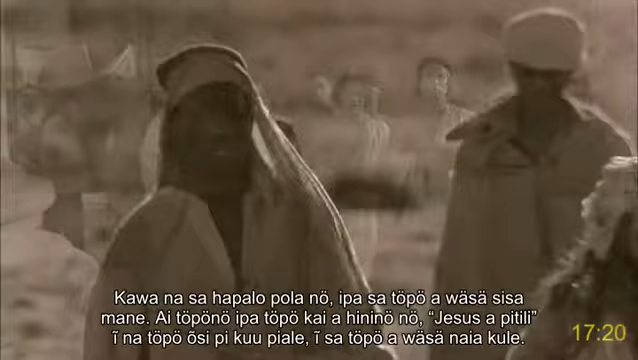 Kawa na sa hapalo pola nö, ipa sa töpö a wäsä sisa
mane. Ai töpönö ipa töpö kai a hininö nö, “Jesus a pitili”
ĩ na töpö õsi pi kuu piale, ĩ sa töpö a wäsä naia kule.
17:20